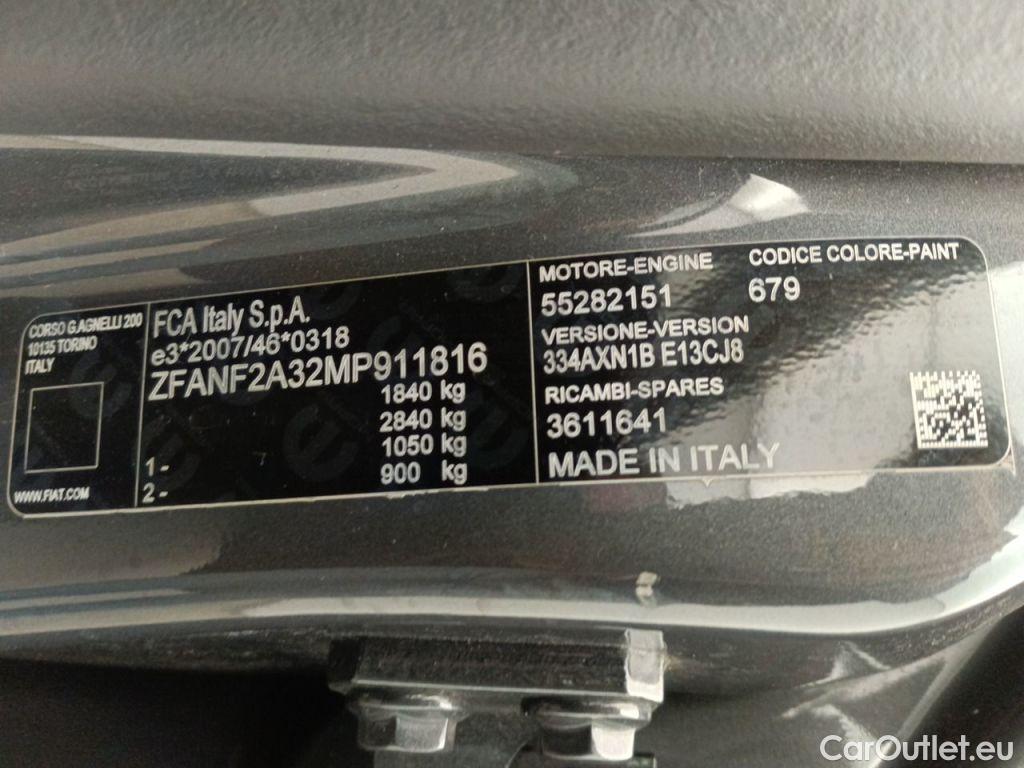 CORSO G.AGNELLI 200
10135 TORINO
ITALY
WWW.FIAT.COM
FCA Italy S.p.A.
e3*2007/46*0318
ZFANF2A32MP911816
1840 kg
2840 kg
1- 1050 kg
2- 900 kg
MOTORE-ENGINE
55282151
CODICE COLORE-PAINT
679
VERSIONE-VERSION
334AXN1B E13CJ8
RICAMBI-SPARES
3611641
MADE IN ITALY
CarOutlet.eu